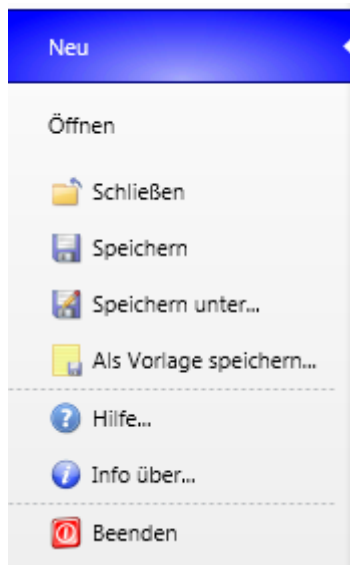 Neu
Öffnen
Schließen
Speichern
Speichern unter...
Als Vorlage speichern...
Hilfe...
Info über...
Beenden